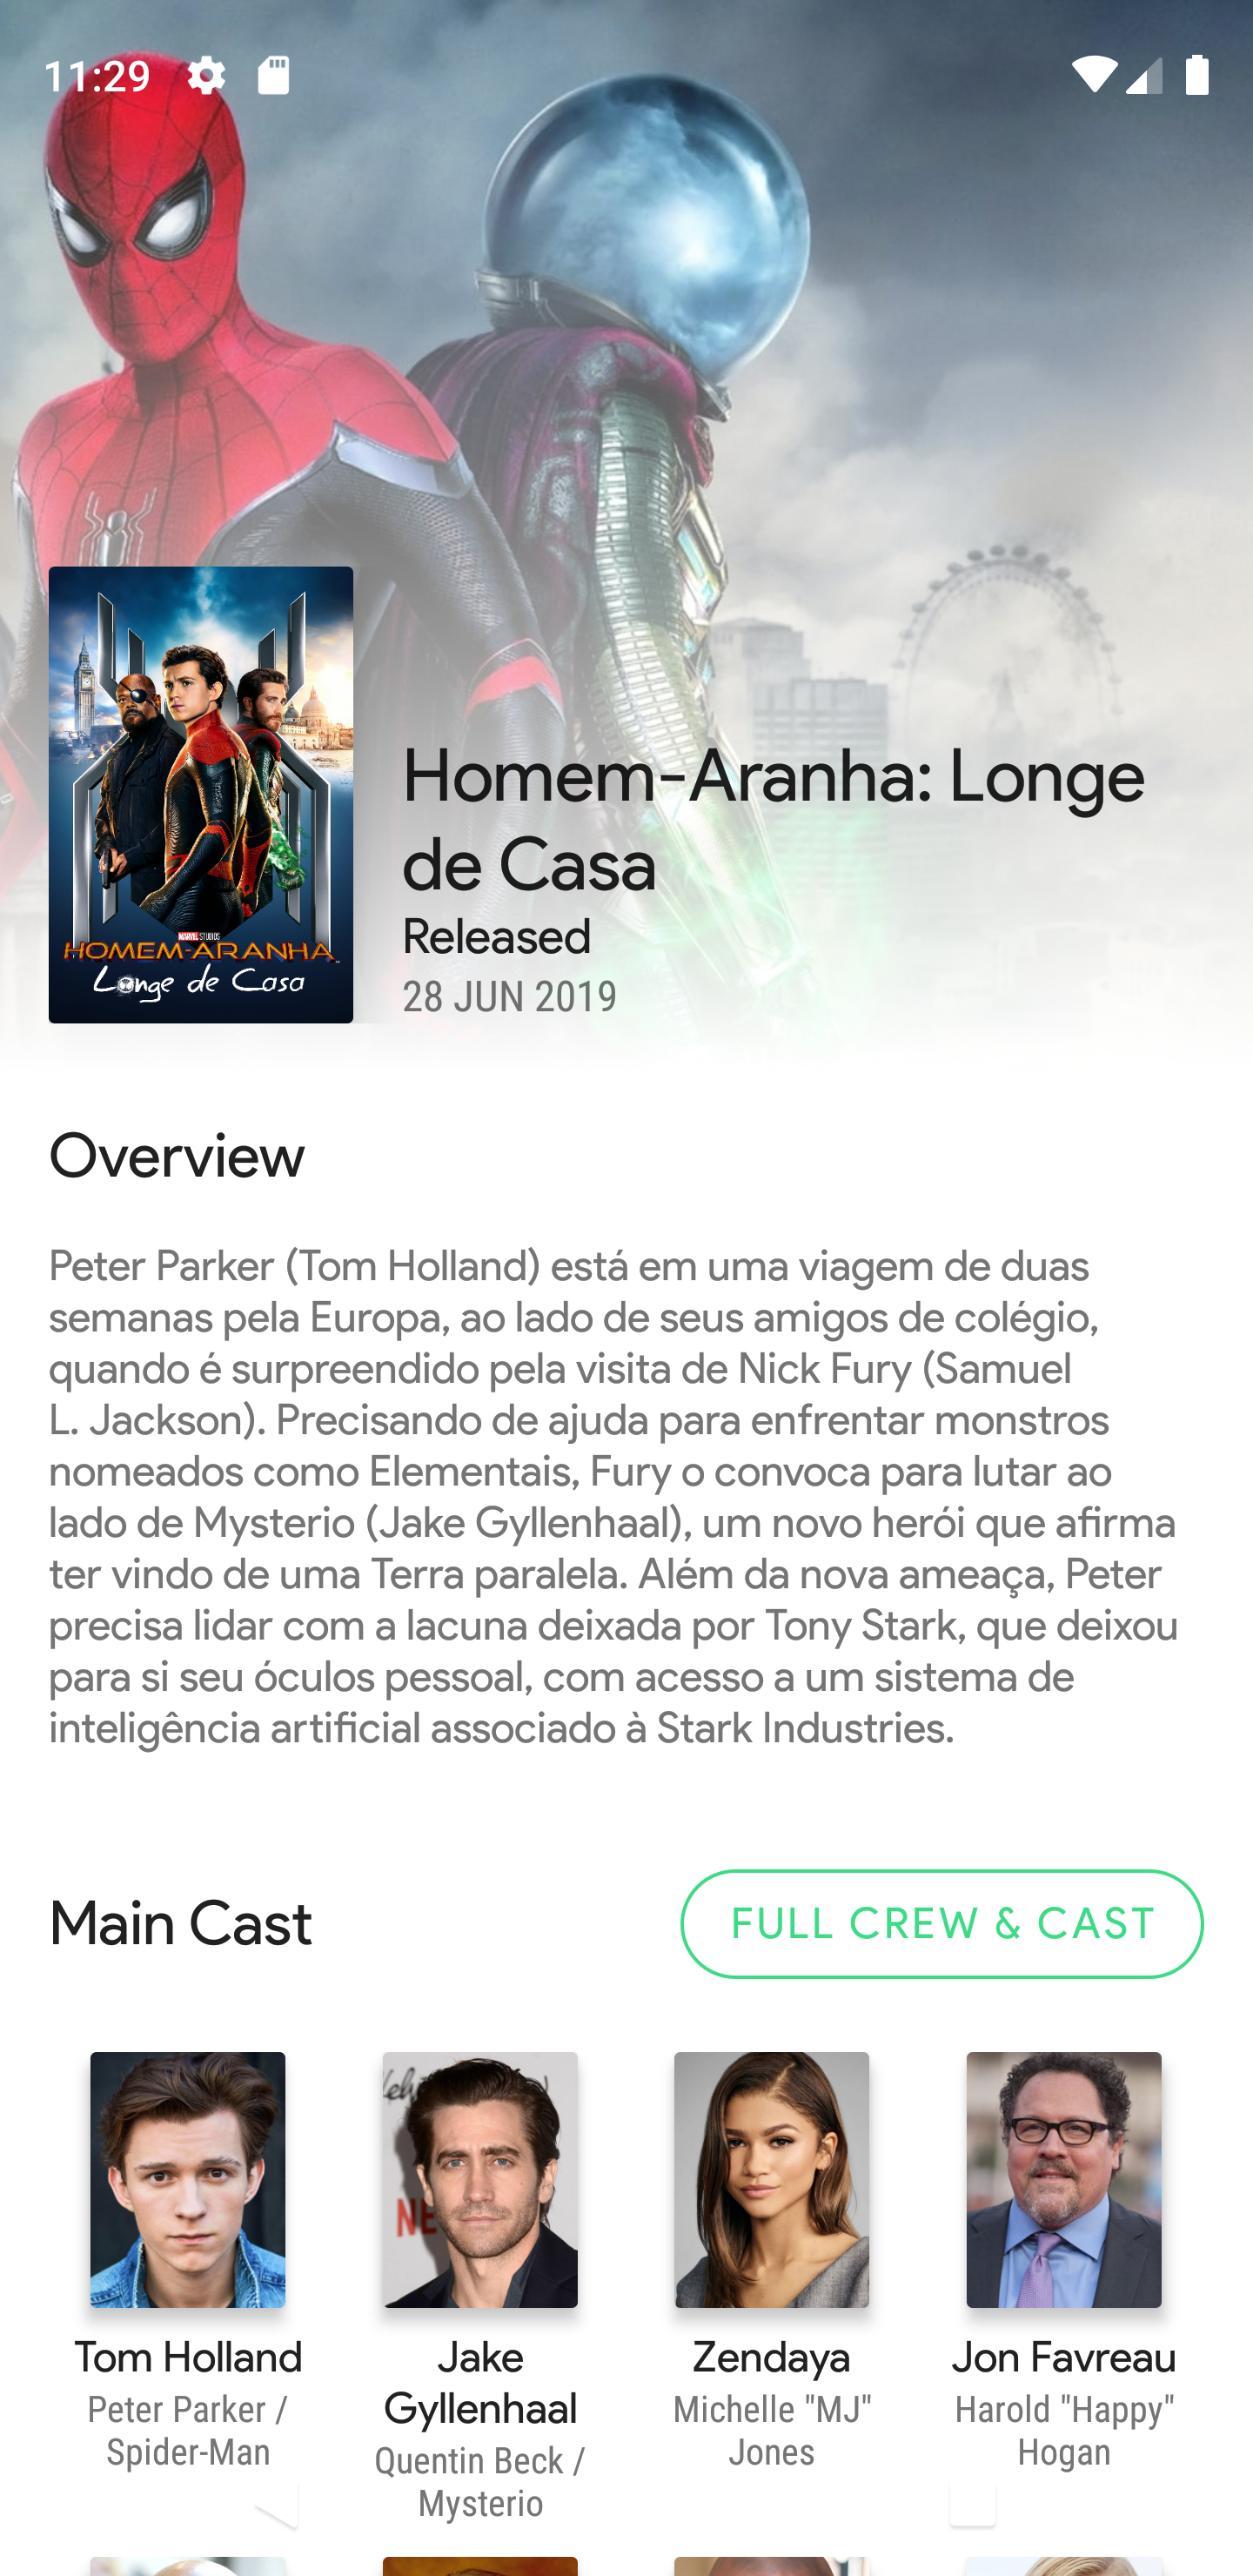 11:29
MARVEL STUDIOS
HOMEM-ARANHA
Longe de Casa
Homem-Aranha: Longe
de Casa
Released
28 JUN 2019
Overview
Peter Parker (Tom Holland) está em uma viagem de duas
semanas pela Europa, ao lado de seus amigos de colégio,
quando é surpreendido pela visita de Nick Fury (Samuel
L. Jackson). Precisando de ajuda para enfrentar monstros
nomeados como Elementais, Fury o convoca para lutar ao
lado de Mysterio (Jake Gyllenhaal), um novo herói que afirma
ter vindo de uma Terra paralela. Além da nova ameaça, Peter
precisa lidar com a lacuna deixada por Tony Stark, que deixou
para si seu óculos pessoal, com acesso a um sistema de
inteligência artificial associado à Stark Industries.
Main Cast
FULL CREW & CAST
NE
Tom Holland
Peter Parker /
Spider-Man
Jake
Gyllenhaal
Quentin Beck /
Mysterio
Zendaya
Michelle "MJ"
Jones
Jon Favreau
Harold "Happy"
Hogan